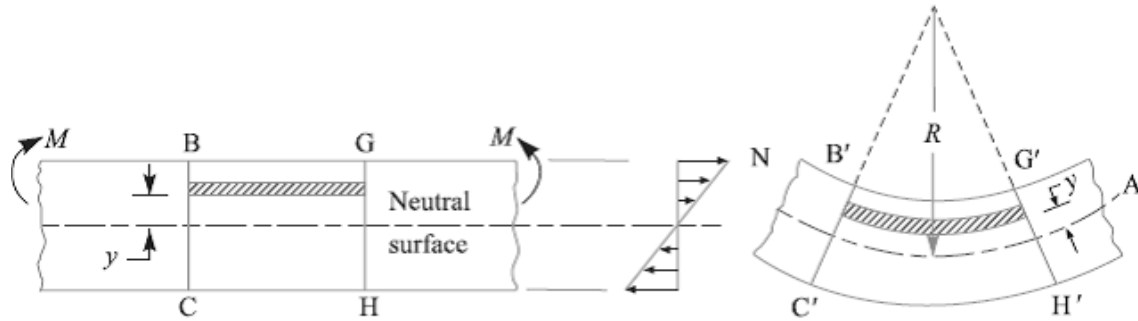 M B G M
Neutral
surface
y
C H
N
R
B′ G′
y
A
C′ H′